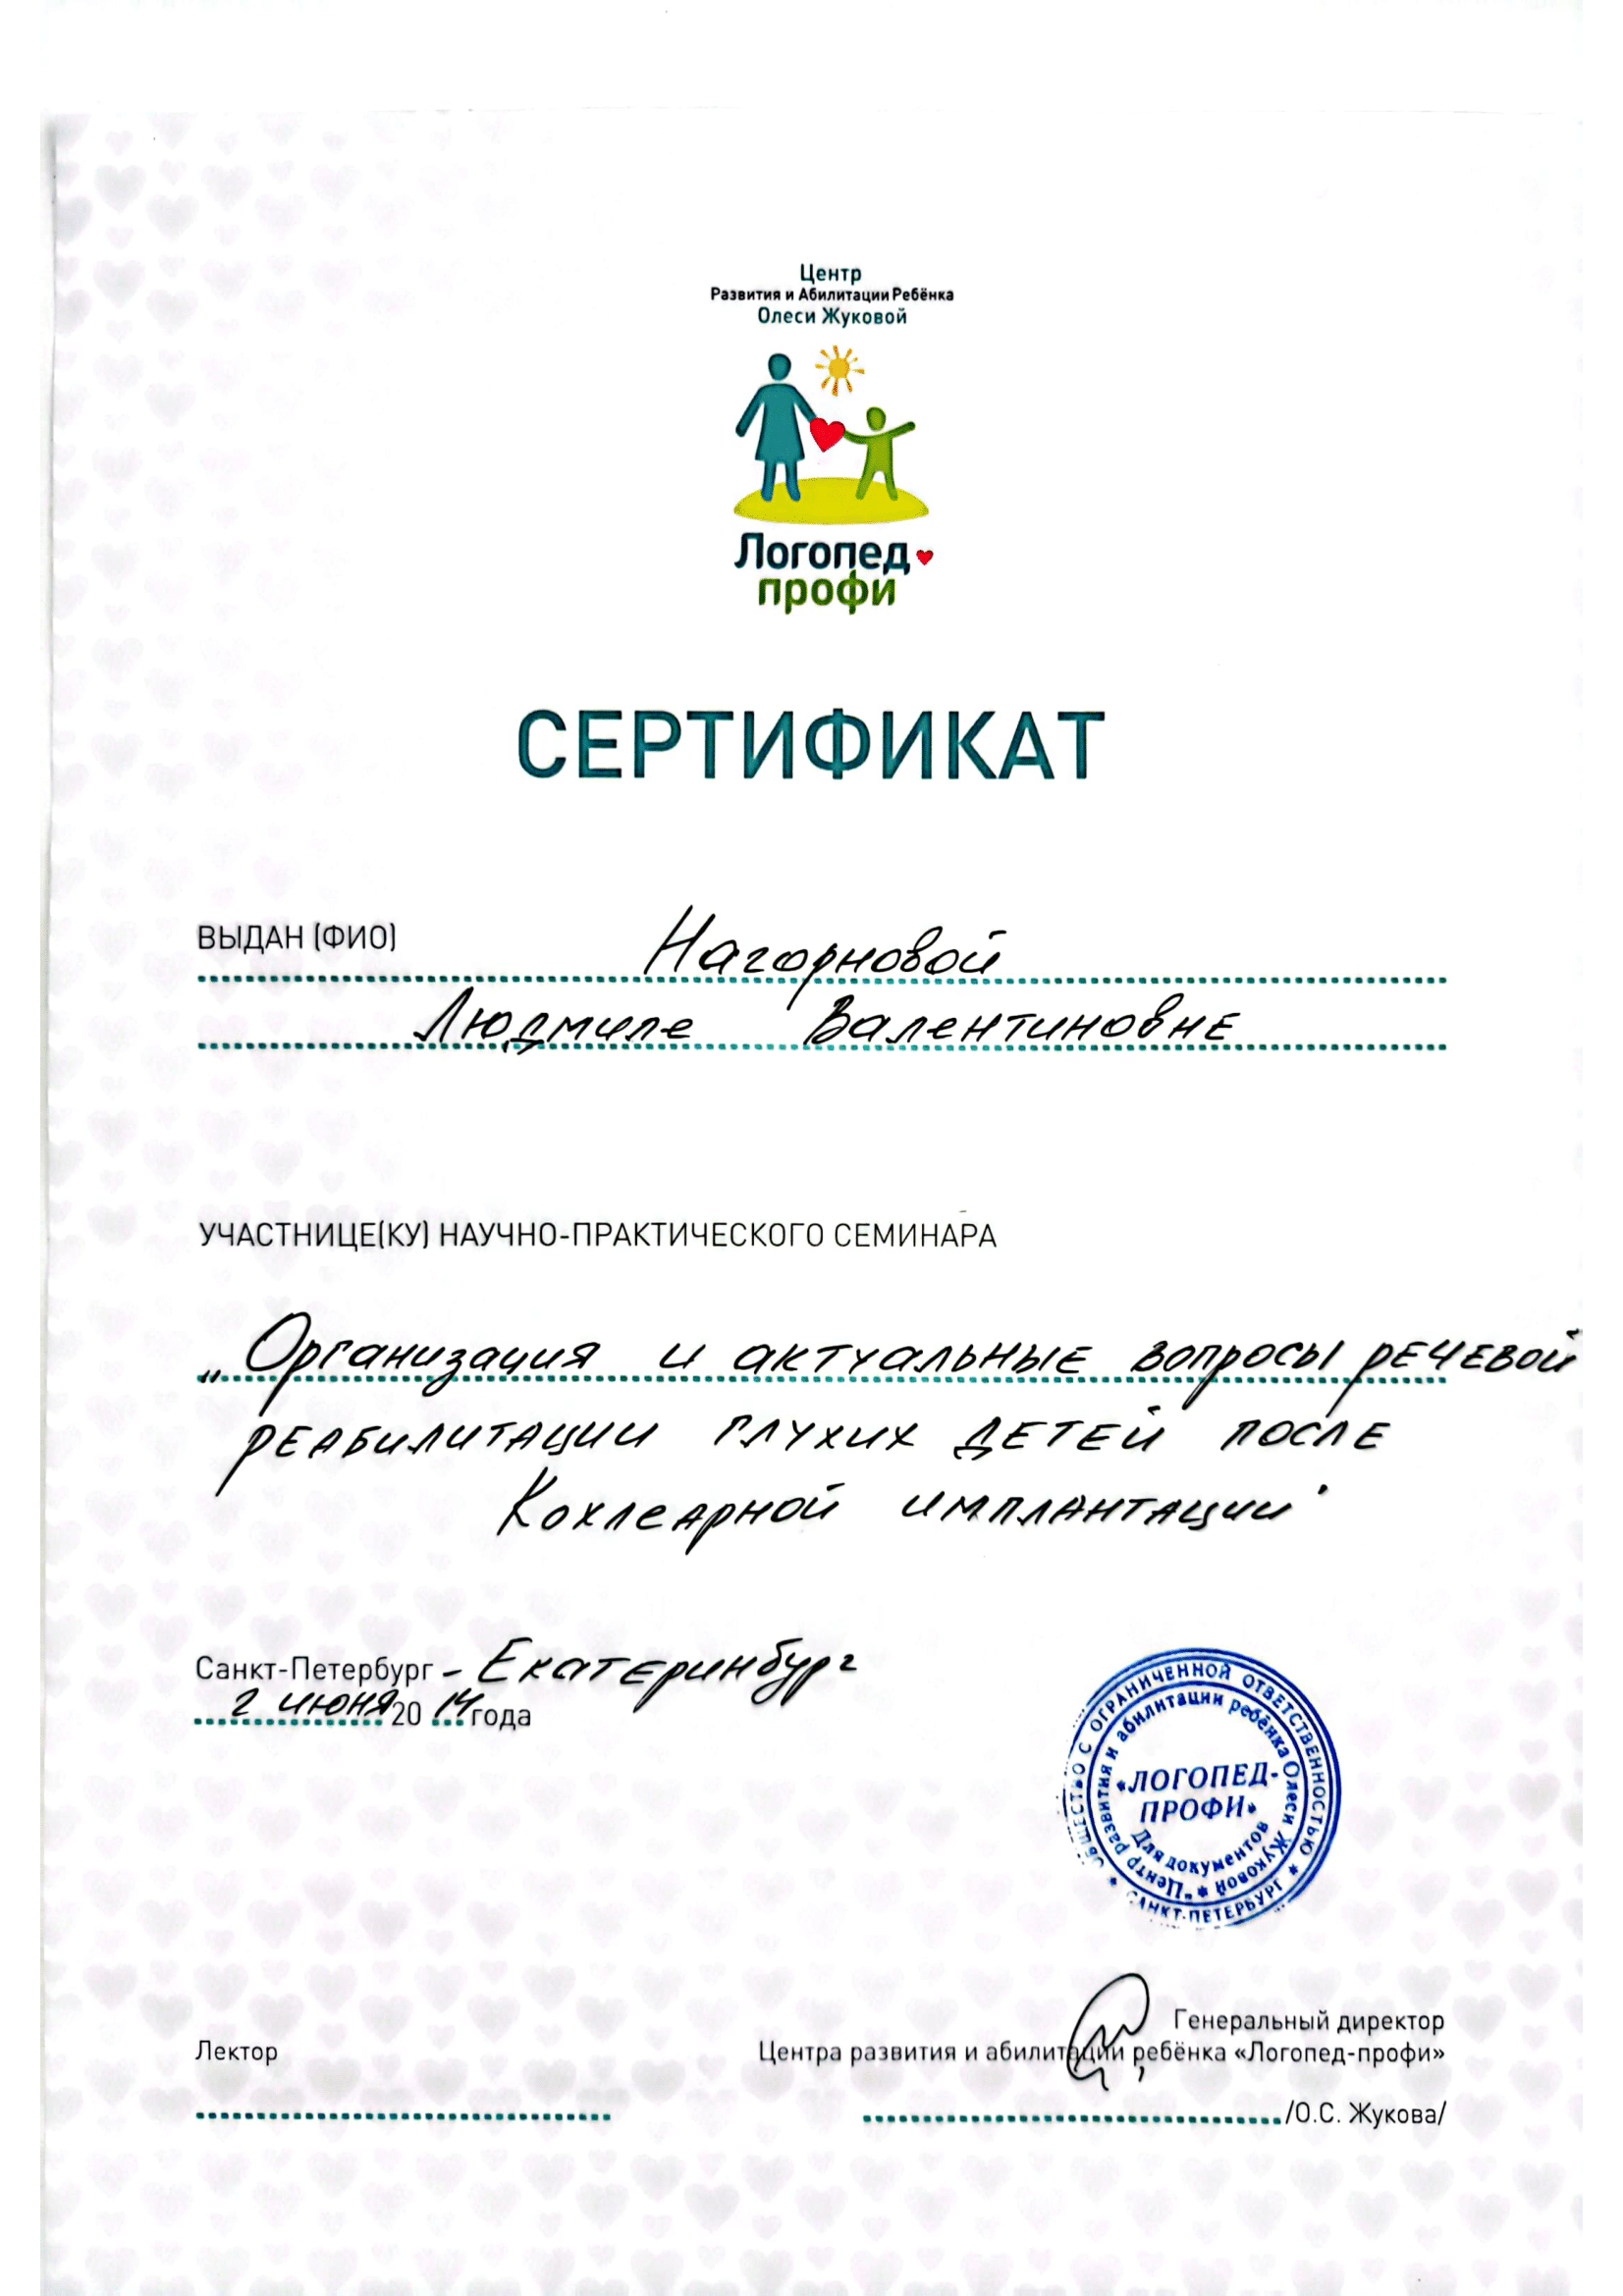 Центр
Развития и Абилитации Ребёнка
Олеси Жуковой
Логопед
профи
СЕРТИФИКАТ
ВЫДАН (ФИО)
Нагорновой
Людмиле Валентиновне
УЧАСТНИЦЕ(КУ) НАУЧНО-ПРАКТИЧЕСКОГО СЕМИНАРА
„Организация и актуальные вопросы речевой
реабилитации глухих детей после
Кохлеарной имплантации"
Санкт-Петербург - Екатеринбург
2 июня 20 14 года
ОБЩЕСТВО С ОГРАНИЧЕННОЙ ОТВЕТСТВЕННОСТЬЮ * САНКТ-ПЕТЕРБУРГ *
"Центр развития и абилитации ребёнка Олеси Жуковой *
«ЛОГОПЕД-
ПРОФИ»
Для документов
Генеральный директор
Лектор
Центра развития и абилитации ребёнка «Логопед-профи»
/О.С. Жукова/